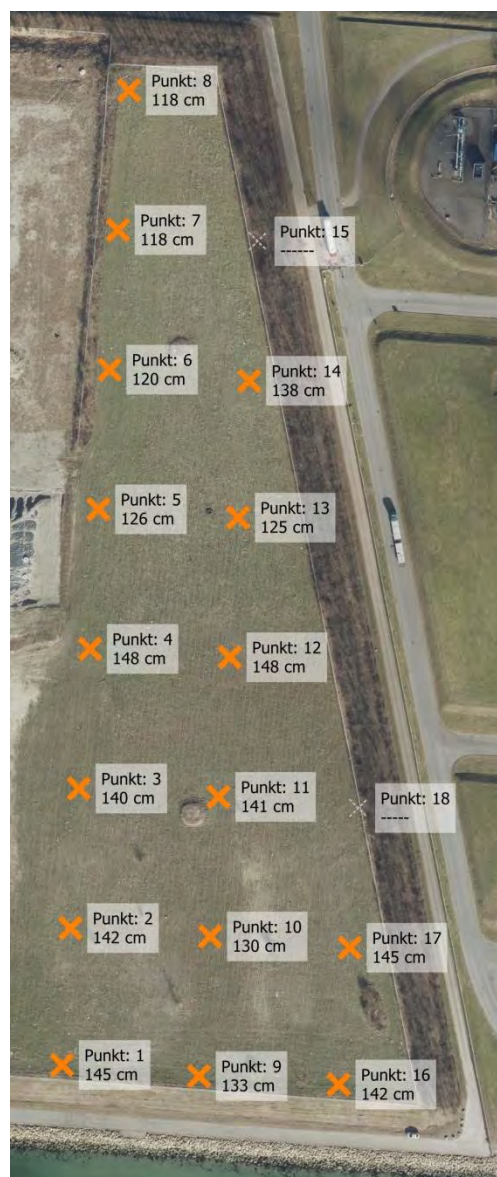 Punkt: 8
118 cm
Punkt: 7
118 cm
Punkt: 15
------
Punkt: 6
120 cm
Punkt: 14
138 cm
Punkt: 5
126 cm
Punkt: 13
125 cm
Punkt: 4
148 cm
Punkt: 12
148 cm
Punkt: 3
140 cm
Punkt: 11
141 cm
Punkt: 18
-----
Punkt: 2
142 cm
Punkt: 10
130 cm
Punkt: 17
145 cm
Punkt: 1
145 cm
Punkt: 9
133 cm
Punkt: 16
142 cm